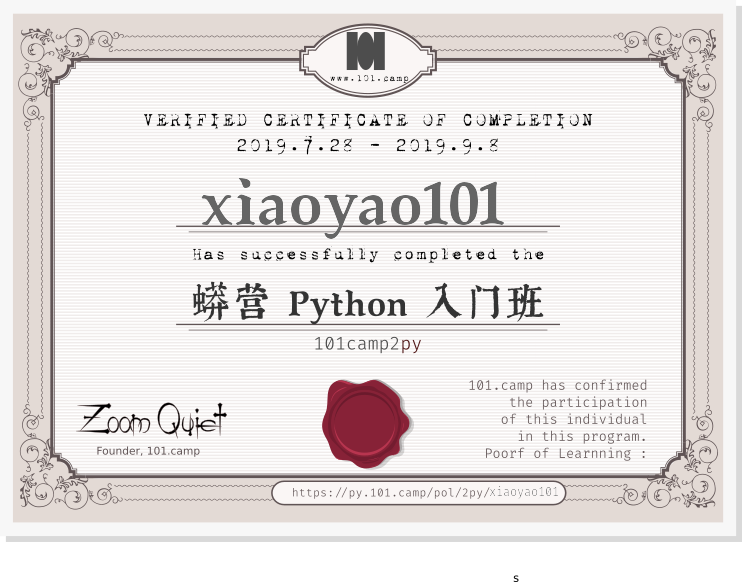 www.101.camp
VERIFIED CERTIFICATE OF COMPLETION
2019.7.28 - 2019.9.8
xiaoyao101
Has successfully completed the
蟒营 Python 入门班
101camp2py
101.camp has confirmed
the participation
of this individual
in this program.
Poorf of Learnning :
Zoom Quiet
Founder, 101.camp
https://py.101.camp/pol/2py/xiaoyao101
s